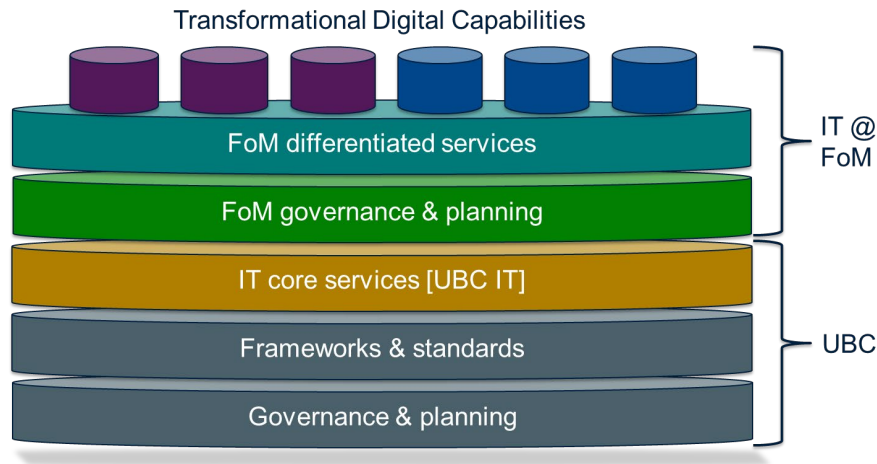 Transformational Digital Capabilities
FoM differentiated services
IT @
FoM
FoM governance & planning
IT core services [UBC IT]
Frameworks & standards
UBC
Governance & planning